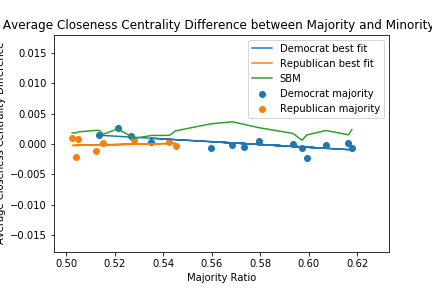 Average Closeness Centrality Difference between Majority and Minority
Democrat best fit
Republican best fit
SBM
Democrat majority
Republican majority
0.015
0.010
0.005
0.000
−0.005
−0.010
−0.015
Average Closeness Centrality Difference
0.50 0.52 0.54 0.56 0.58 0.60 0.62
Majority Ratio